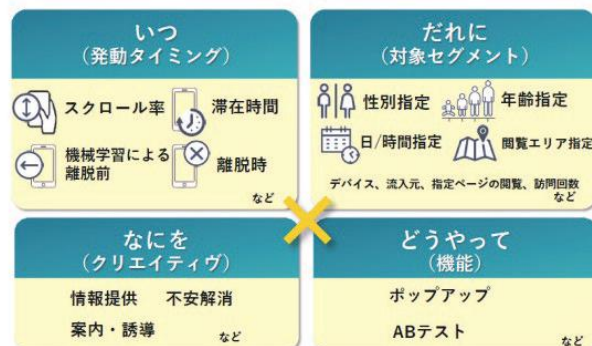 いつ
（発動タイミング）
スクロール率
滞在時間
機械学習による
離脱前
離脱時
など
だれに
（対象セグメント）
性別指定
年齢指定
日/時間指定
閲覧エリア指定
デバイス、流入元、指定ページの閲覧、訪問回数
など
なにを
（クリエイティヴ）
情報提供 不安解消
案内・誘導
など
どうやって
（機能）
ポップアップ
ABテスト
など